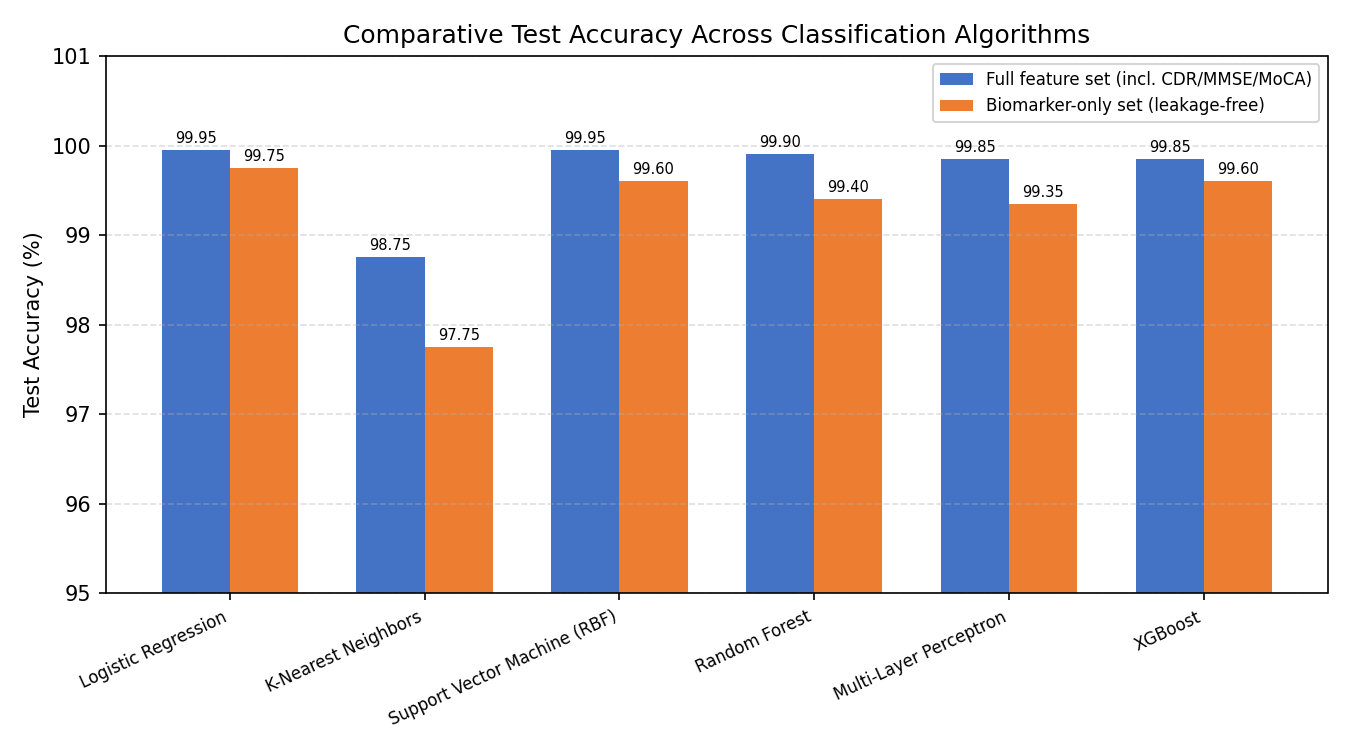 Comparative Test Accuracy Across Classification Algorithms
Full feature set (incl. CDR/MMSE/MoCA)
Biomarker-only set (leakage-free)
Test Accuracy (%)
101
100
99
98
97
96
95
99.95
99.75
98.75
97.75
99.95
99.60
99.90
99.40
99.85
99.35
99.85
99.60
Logistic Regression
K-Nearest Neighbors
Support Vector Machine (RBF)
Random Forest
Multi-Layer Perceptron
XGBoost